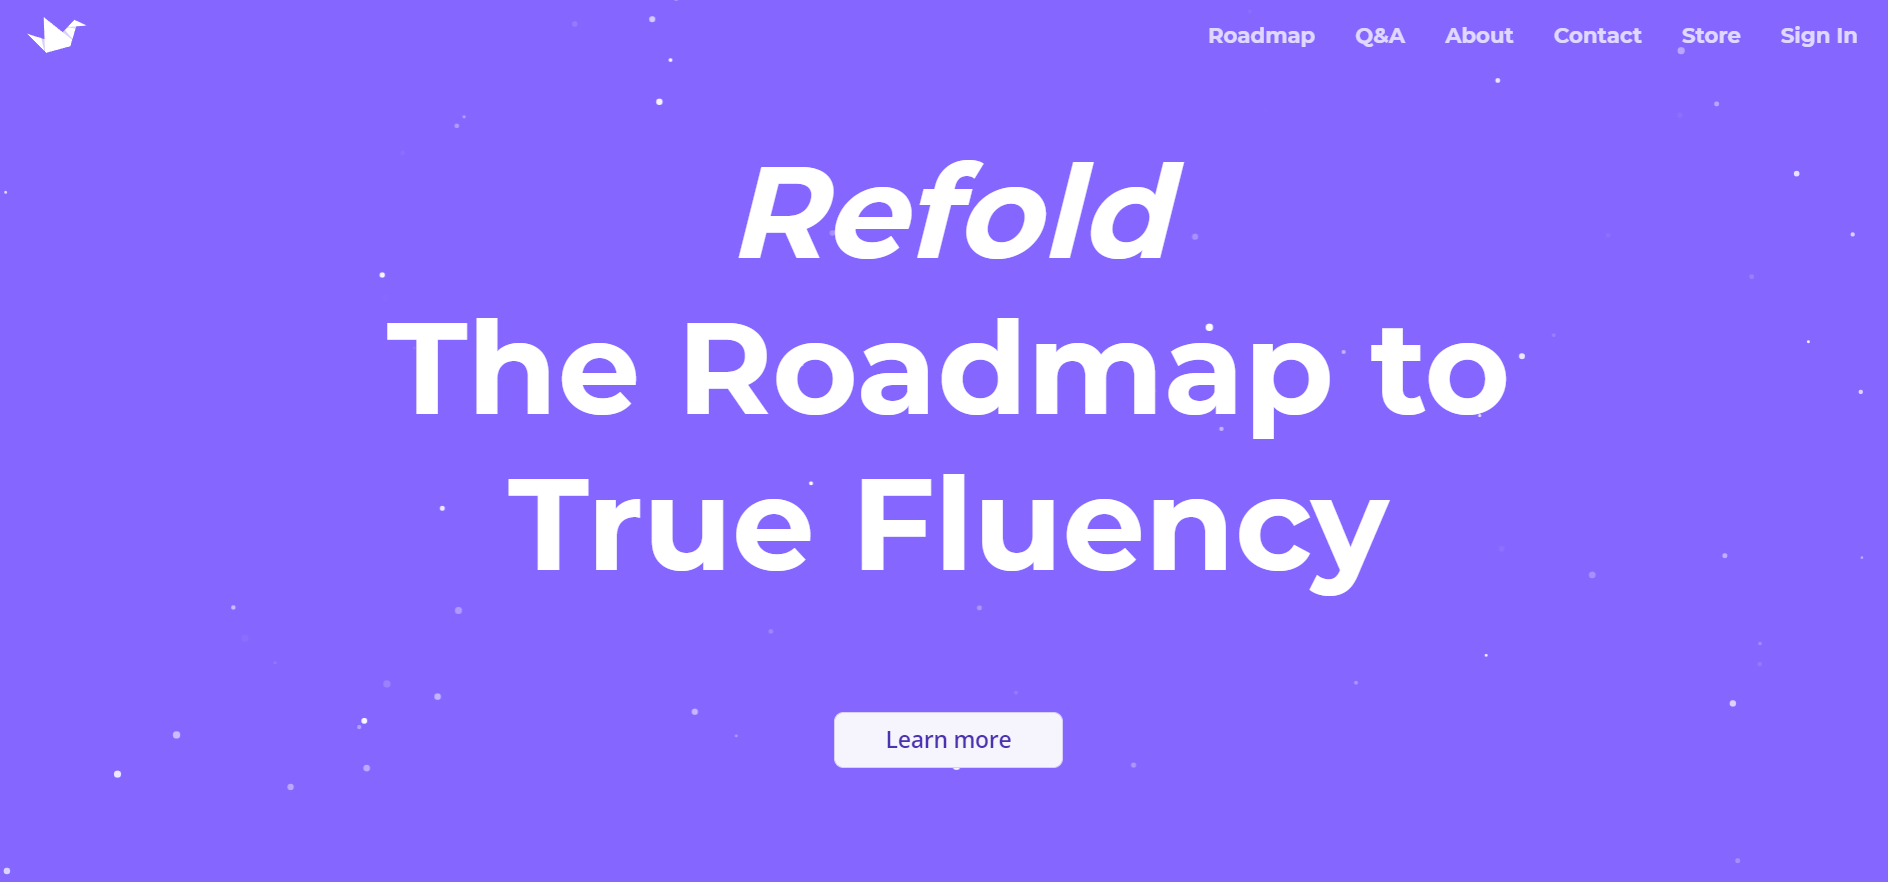 Roadmap Q&A About Contact Store Sign In
Refold
The Roadmap to
True Fluency
Learn more